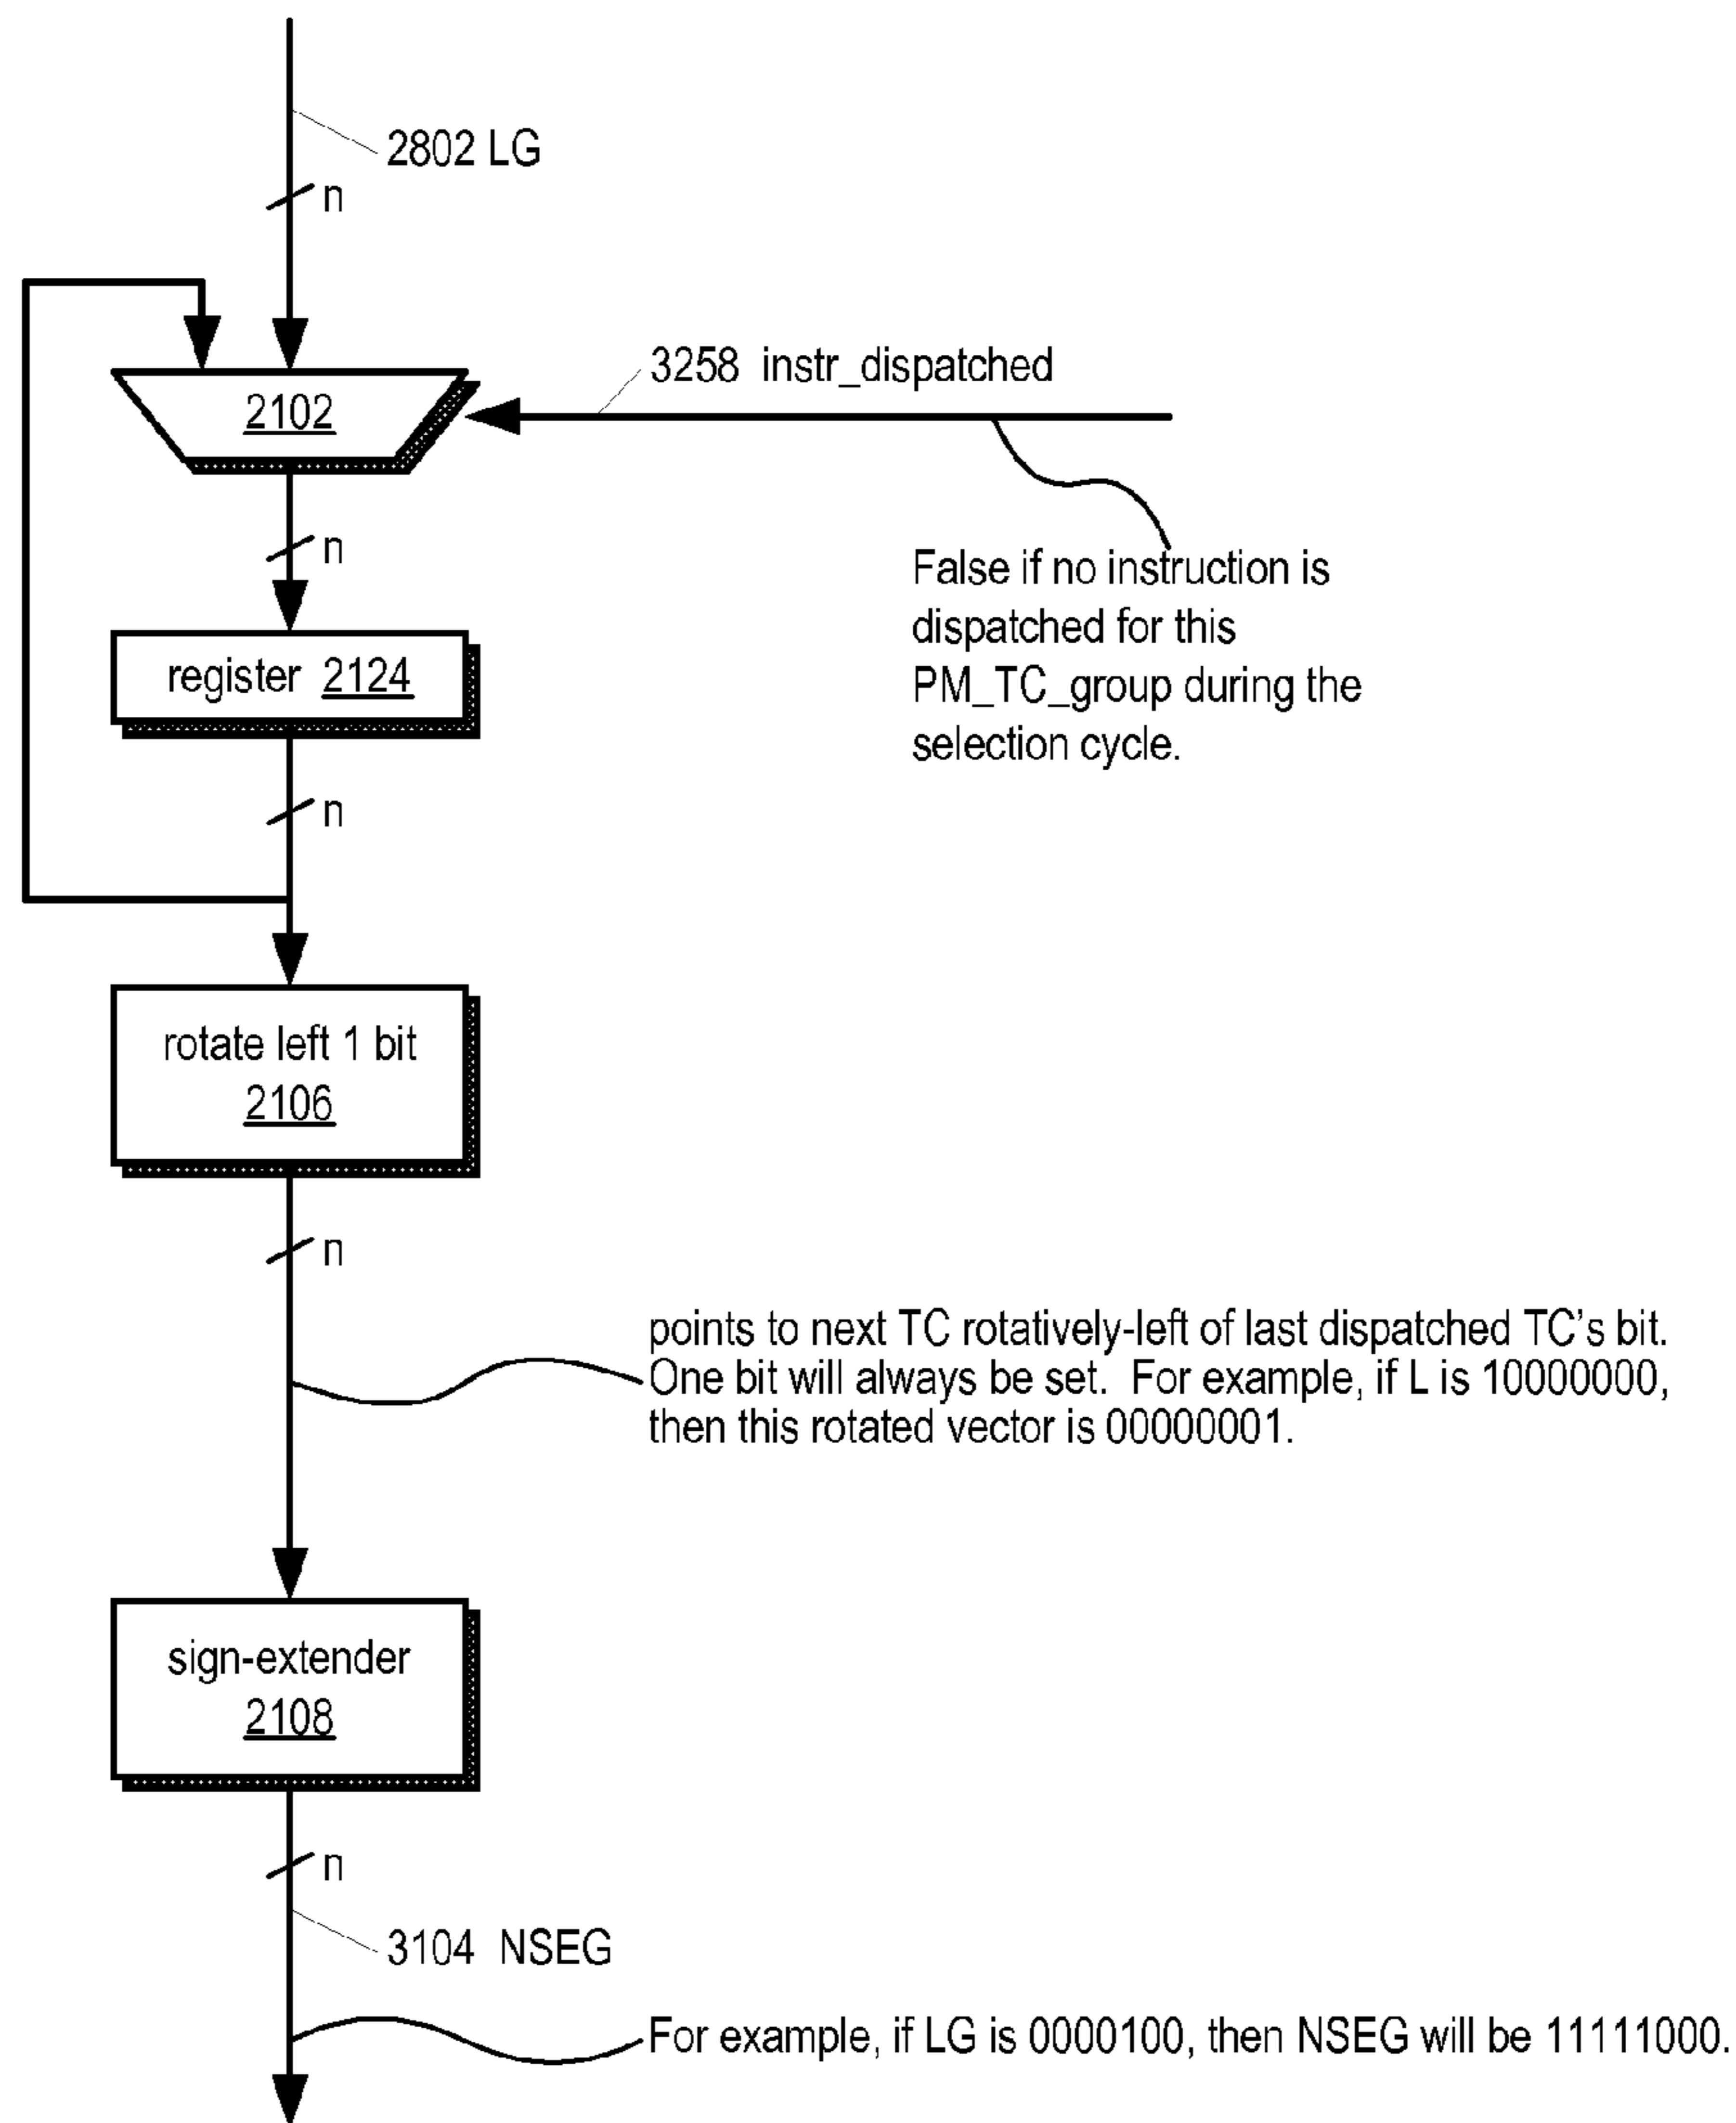 2802 LG
n
3258 instr_dispatched
2102
n
False if no instruction is
dispatched for this
PM_TC_group during the
selection cycle.
register 2124
n
rotate left 1 bit
2106
n
points to next TC rotatively-left of last dispatched TC's bit.
One bit will always be set. For example, if L is 10000000,
then this rotated vector is 00000001.
sign-extender
2108
n
3104 NSEG
For example, if LG is 0000100, then NSEG will be 11111000.